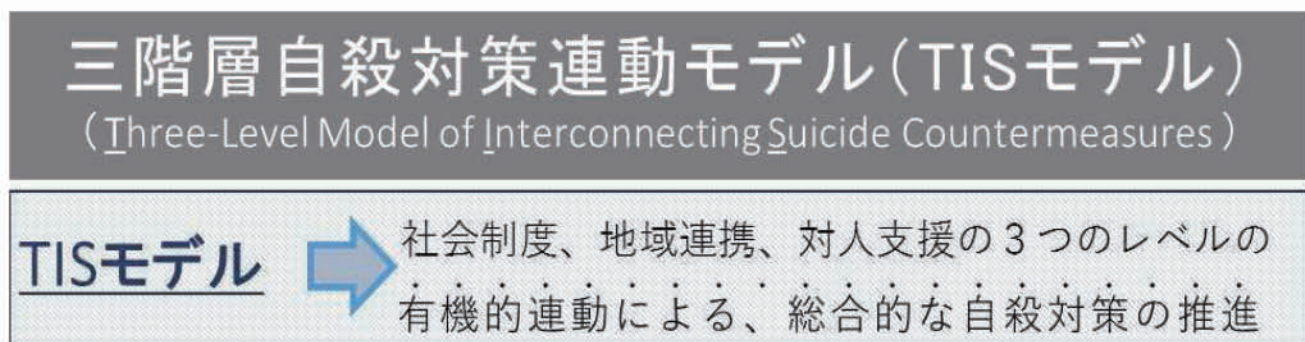 三階層自殺対策連動モデル(TISモデル)
(Three-Level Model of Interconnecting Suicide Countermeasures)
TISモデル
社会制度、地域連携、対人支援の3つのレベルの
有機的連動による、総合的な自殺対策の推進